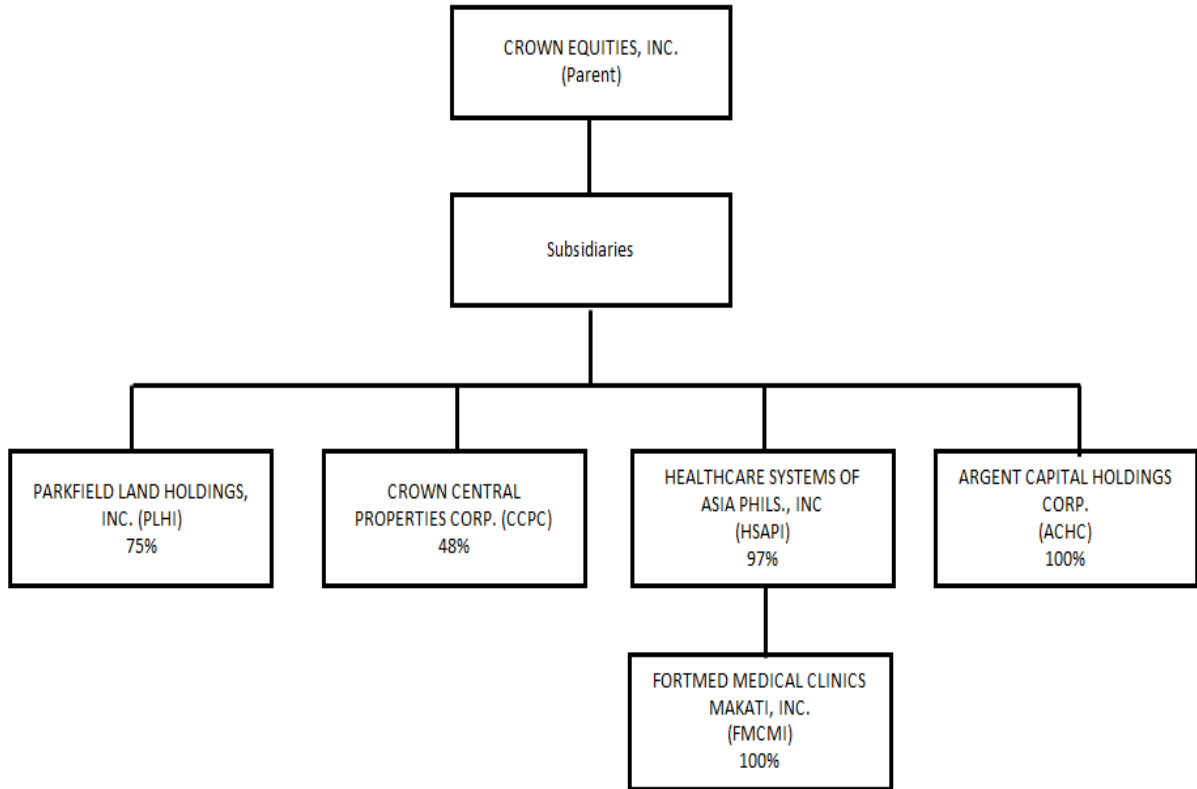 CROWN EQUITIES, INC.
(Parent)
Subsidiaries
PARKFIELD LAND HOLDINGS,
INC. (PLHI)
75%
CROWN CENTRAL
PROPERTIES CORP. (CCPC)
48%
HEALTHCARE SYSTEMS OF
ASIA PHILS., INC
(HSAPI)
97%
ARGENT CAPITAL HOLDINGS
CORP.
(ACHC)
100%
FORTMED MEDICAL CLINICS
MAKATI, INC.
(FMCMI)
100%